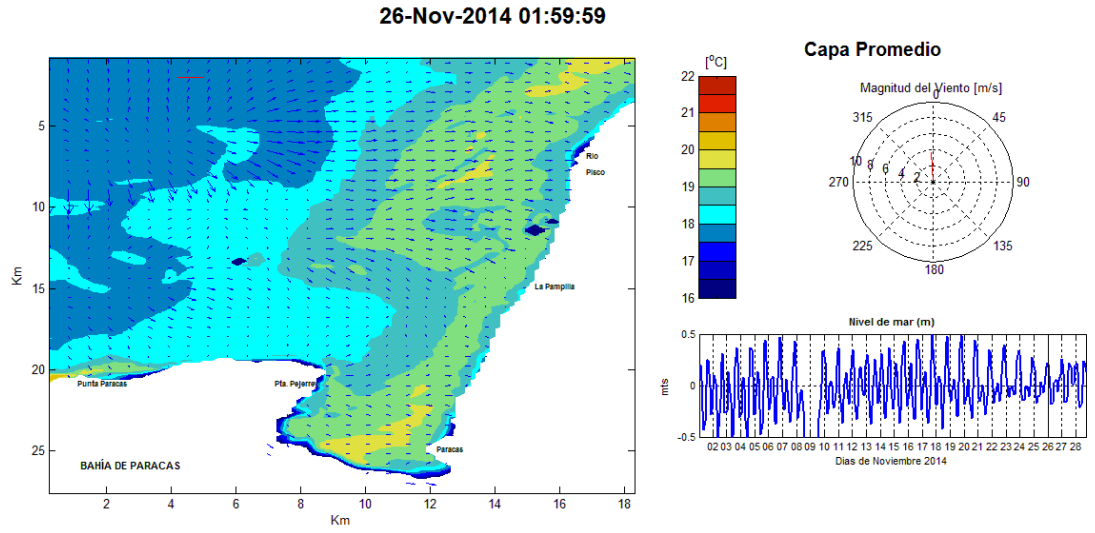 26-Nov-2014 01:59:59
Capa Promedio
[°C]
22
21
20
19
18
17
16
Magnitud del Viento [m/s]
0
45
90
135
180
225
270
315
10 8 6 4 2
5
10
15
20
25
Km
2 4 6 8 10 12 14 16 18
Km
Rio
Pisco
La Pampilla
Punta Paracas
Pta. Pejerrey
Paracas
BAHÍA DE PARACAS
Nivel de mar (m)
0.5
0
-0.5
mts
02 03 04 05 06 07 08 09 10 11 12 13 14 15 16 17 18 19 20 21 22 23 24 25 26 27 28
Dias de Noviembre 2014